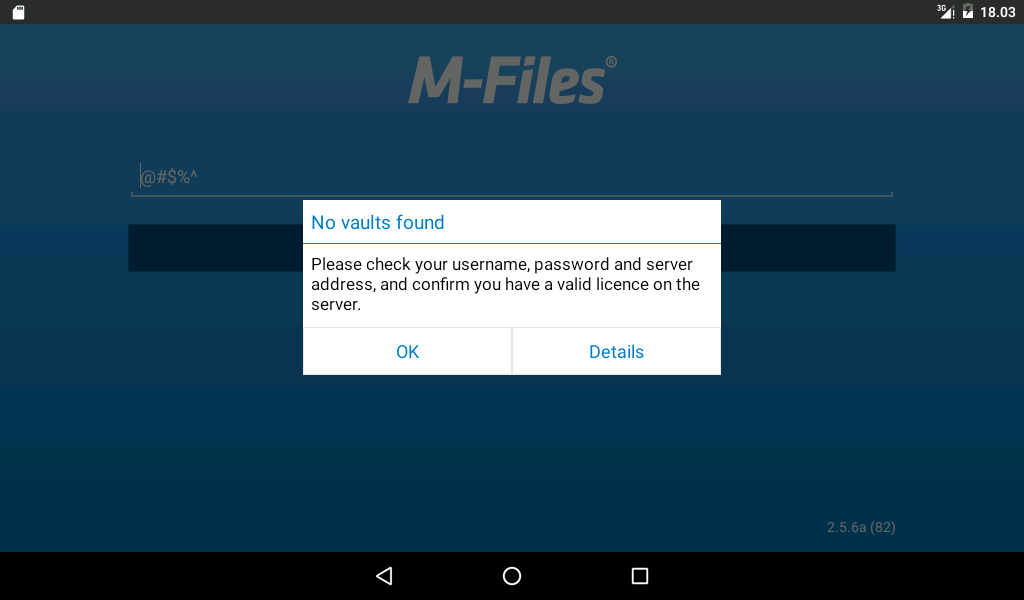 3G 18.03
M-Files®
@#$%^
No vaults found
Please check your username, password and server
address, and confirm you have a valid licence on the
server.
OK Details
2.5.6a (82)